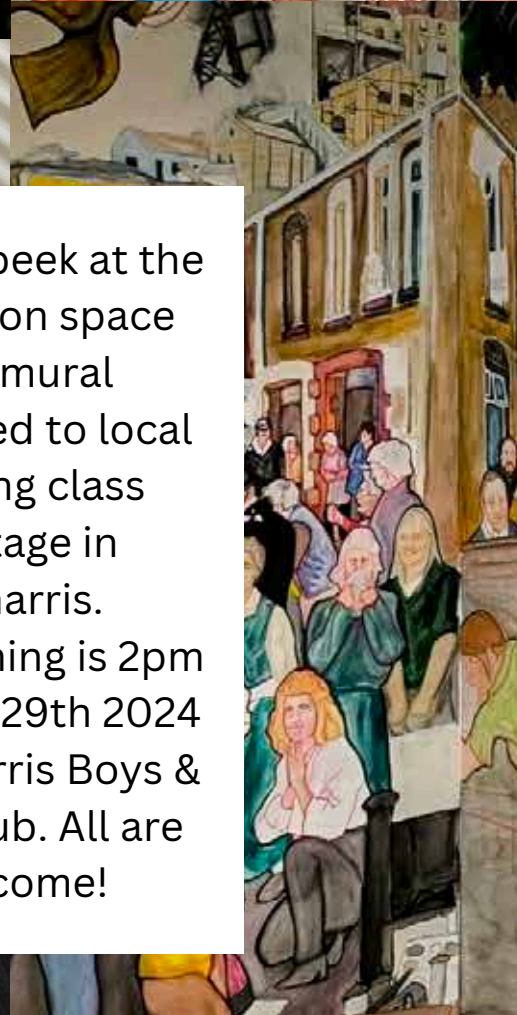 peek at the
on space
mural
ed to local
ng class
tage in
harris.
ning is 2pm
29th 2024
rris Boys &
ub. All are
come!